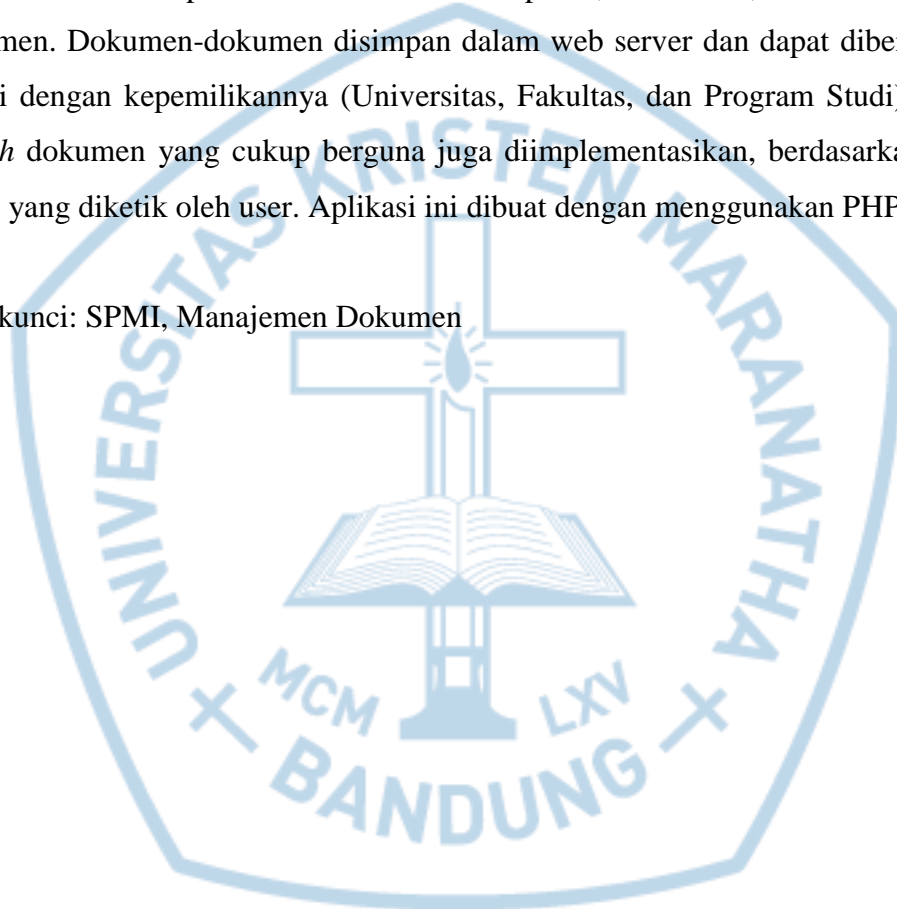 men. Dokumen-dokumen disimpan dalam web server dan dapat diber
i dengan kepemilikannya (Universitas, Fakultas, dan Program Studi)
h dokumen yang cukup berguna juga diimplementasikan, berdasarka
yang diketik oleh user. Aplikasi ini dibuat dengan menggunakan PHP
kunci: SPMI, Manajemen Dokumen
UNIVERSITAS KRISTEN MARANATHA
MCM LXV
BANDUNG